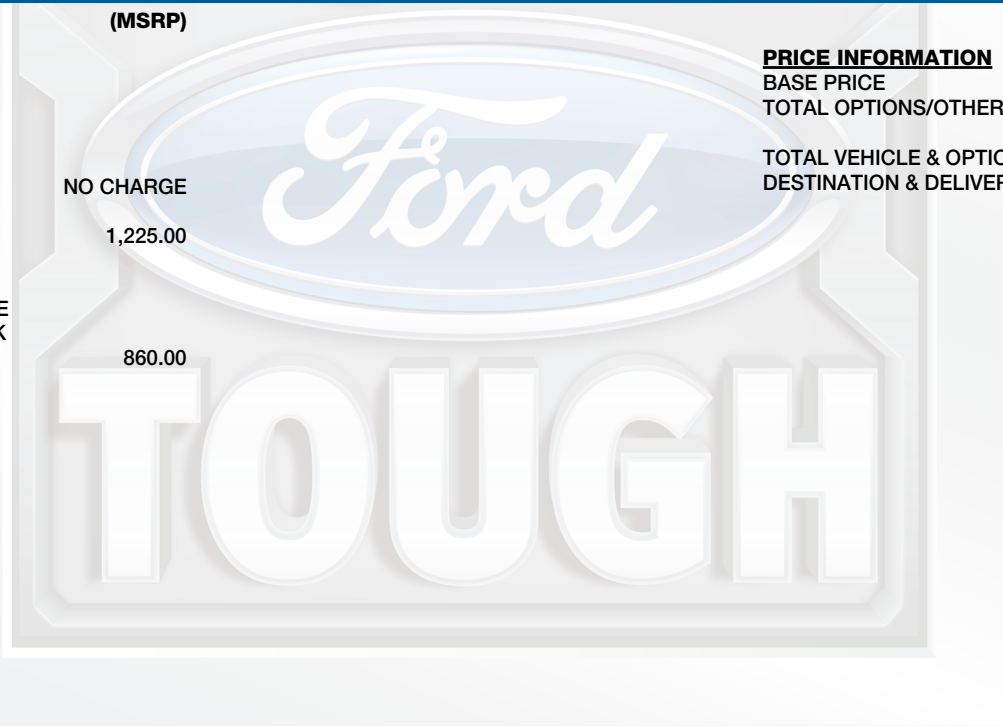 (MSRP)
PRICE INFORMATION
BASE PRICE
TOTAL OPTIONS/OTHER
TOTAL VEHICLE & OPTIO
DESTINATION & DELIVER
NO CHARGE
1,225.00
E
K
860.00
Ford
TOUGH